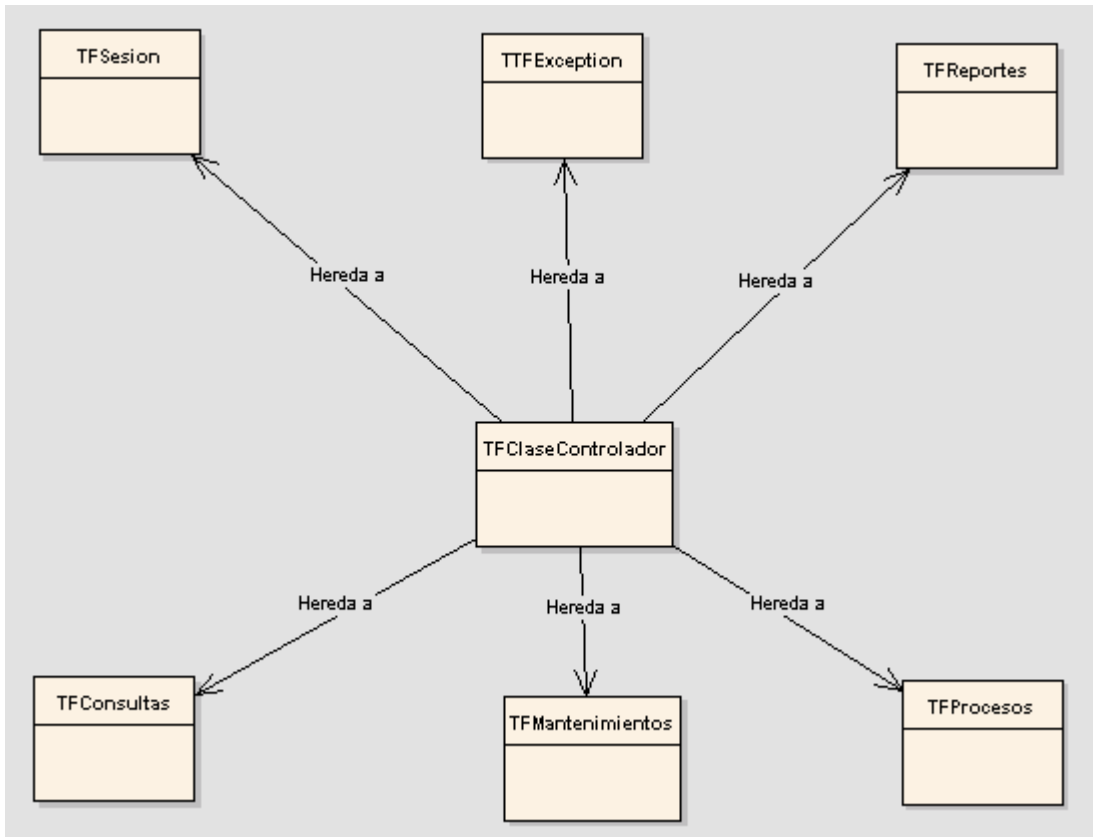 TFSesion
TTFException
TFReportes
Hereda a
Hereda a
Hereda a
TFClaseControlador
Hereda a
Hereda a
Hereda a
TFConsultas
TFMantenimientos
TFProcesos